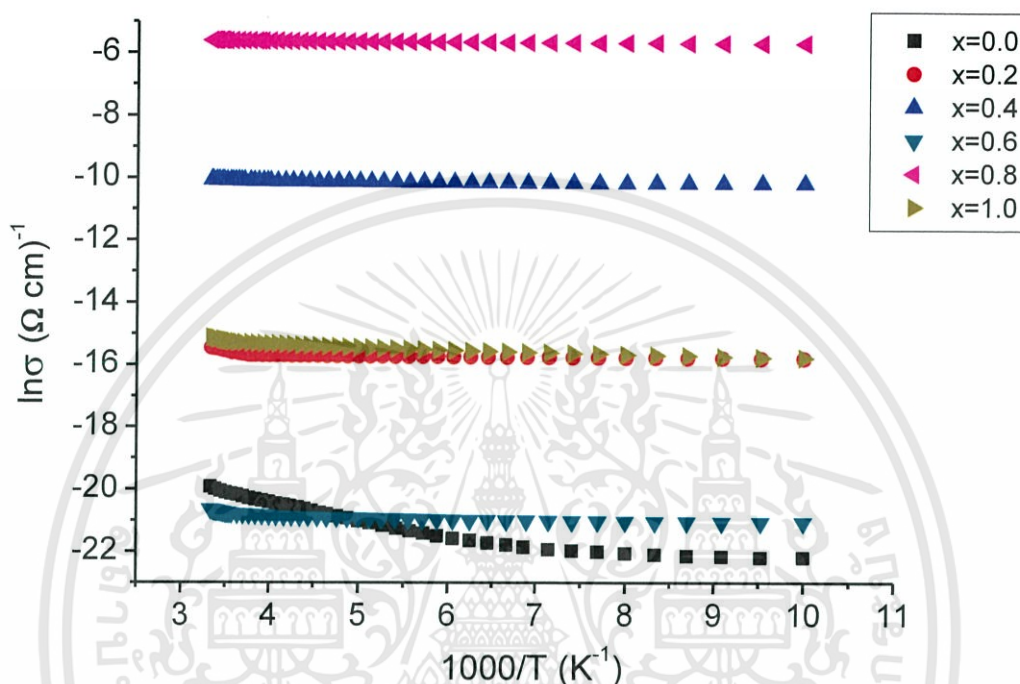 -6
-8
-10
-12
-14
-16
-18
-20
-22
lnσ (Ω cm)⁻¹
3 4 5 6 7 8 9 10 11
1000/T (K⁻¹)
x=0.0
x=0.2
x=0.4
x=0.6
x=0.8
x=1.0